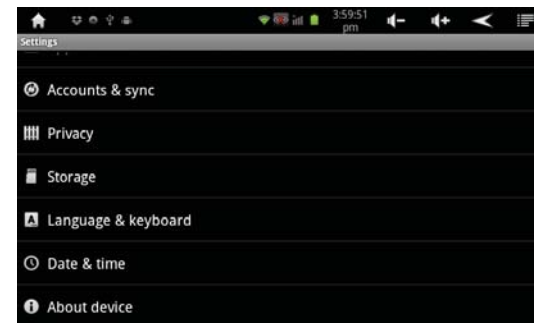 3:59:51
pm
Settings
Accounts & sync
Privacy
Storage
Language & keyboard
Date & time
About device